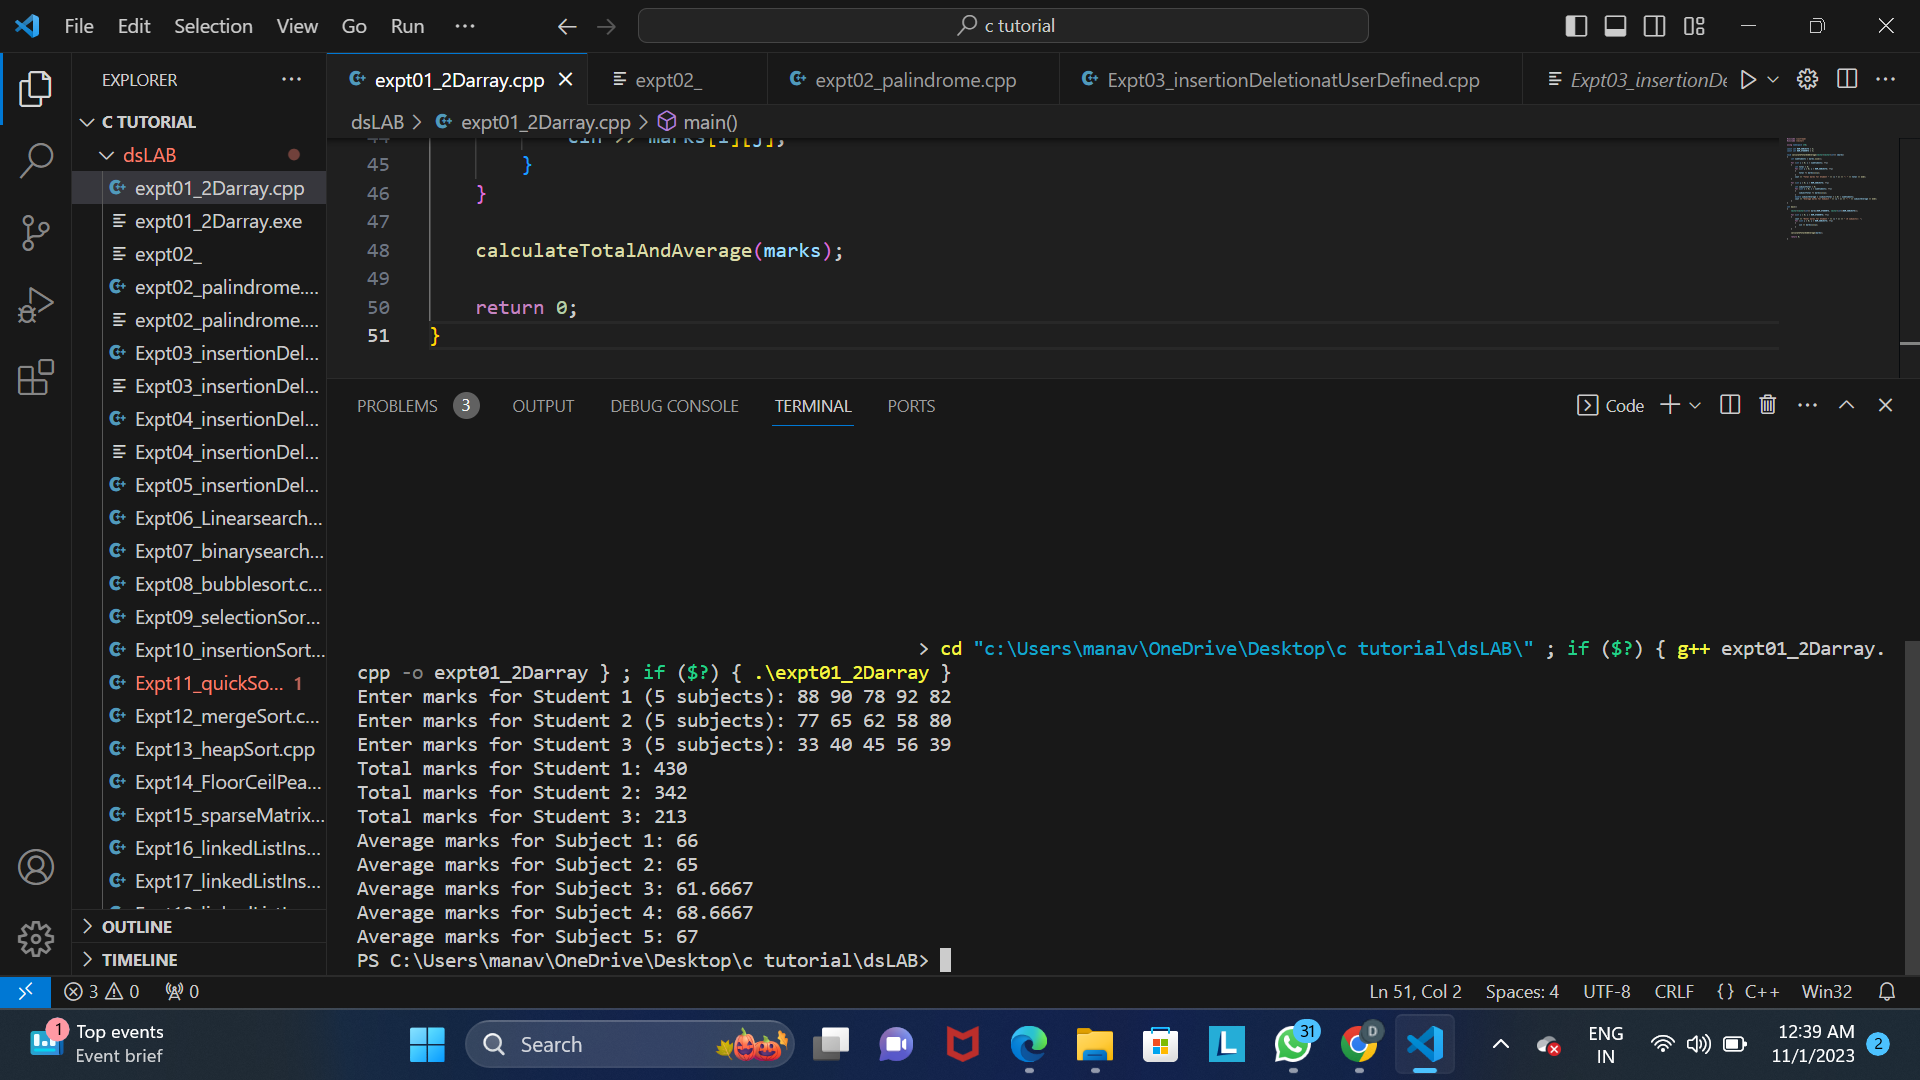 File Edit Selection View Go Run ···
c tutorial
EXPLORER ···
expt01_2Darray.cpp
expt02_
expt02_palindrome.cpp
Expt03_insertionDeletionatUserDefined.cpp
Expt03_insertionDe
C TUTORIAL
dsLAB
expt01_2Darray.cpp
expt01_2Darray.exe
expt02_
expt02_palindrome....
expt02_palindrome....
Expt03_insertionDel...
Expt03_insertionDel...
Expt04_insertionDel...
Expt04_insertionDel...
Expt05_insertionDel...
Expt06_Linearsearch...
Expt07_binarysearch...
Expt08_bubblesort.c...
Expt09_selectionSor...
Expt10_insertionSort...
Expt11_quickSo... 1
Expt12_mergeSort.c...
Expt13_heapSort.cpp
Expt14_FloorCeilPea...
Expt15_sparseMatrix...
Expt16_linkedListIns...
Expt17_linkedListIns...
OUTLINE
TIMELINE
dsLAB > expt01_2Darray.cpp > main()
44 cin >> marks[i][j];
45 }
46 }
47
48 calculateTotalAndAverage(marks);
49
50 return 0;
51 }
PROBLEMS 3 OUTPUT DEBUG CONSOLE TERMINAL PORTS
Code
> cd "c:\Users\manav\OneDrive\Desktop\c tutorial\dsLAB\" ; if ($?) { g++ expt01_2Darray.
cpp -o expt01_2Darray } ; if ($?) { .\expt01_2Darray }
Enter marks for Student 1 (5 subjects): 88 90 78 92 82
Enter marks for Student 2 (5 subjects): 77 65 62 58 80
Enter marks for Student 3 (5 subjects): 33 40 45 56 39
Total marks for Student 1: 430
Total marks for Student 2: 342
Total marks for Student 3: 213
Average marks for Subject 1: 66
Average marks for Subject 2: 65
Average marks for Subject 3: 61.6667
Average marks for Subject 4: 68.6667
Average marks for Subject 5: 67
PS C:\Users\manav\OneDrive\Desktop\c tutorial\dsLAB>
3 0 0
Ln 51, Col 2 Spaces: 4 UTF-8 CRLF {} C++ Win32
1
Top events
Event brief
Search
L
31
D
ENG
IN
12:39 AM
11/1/2023
2